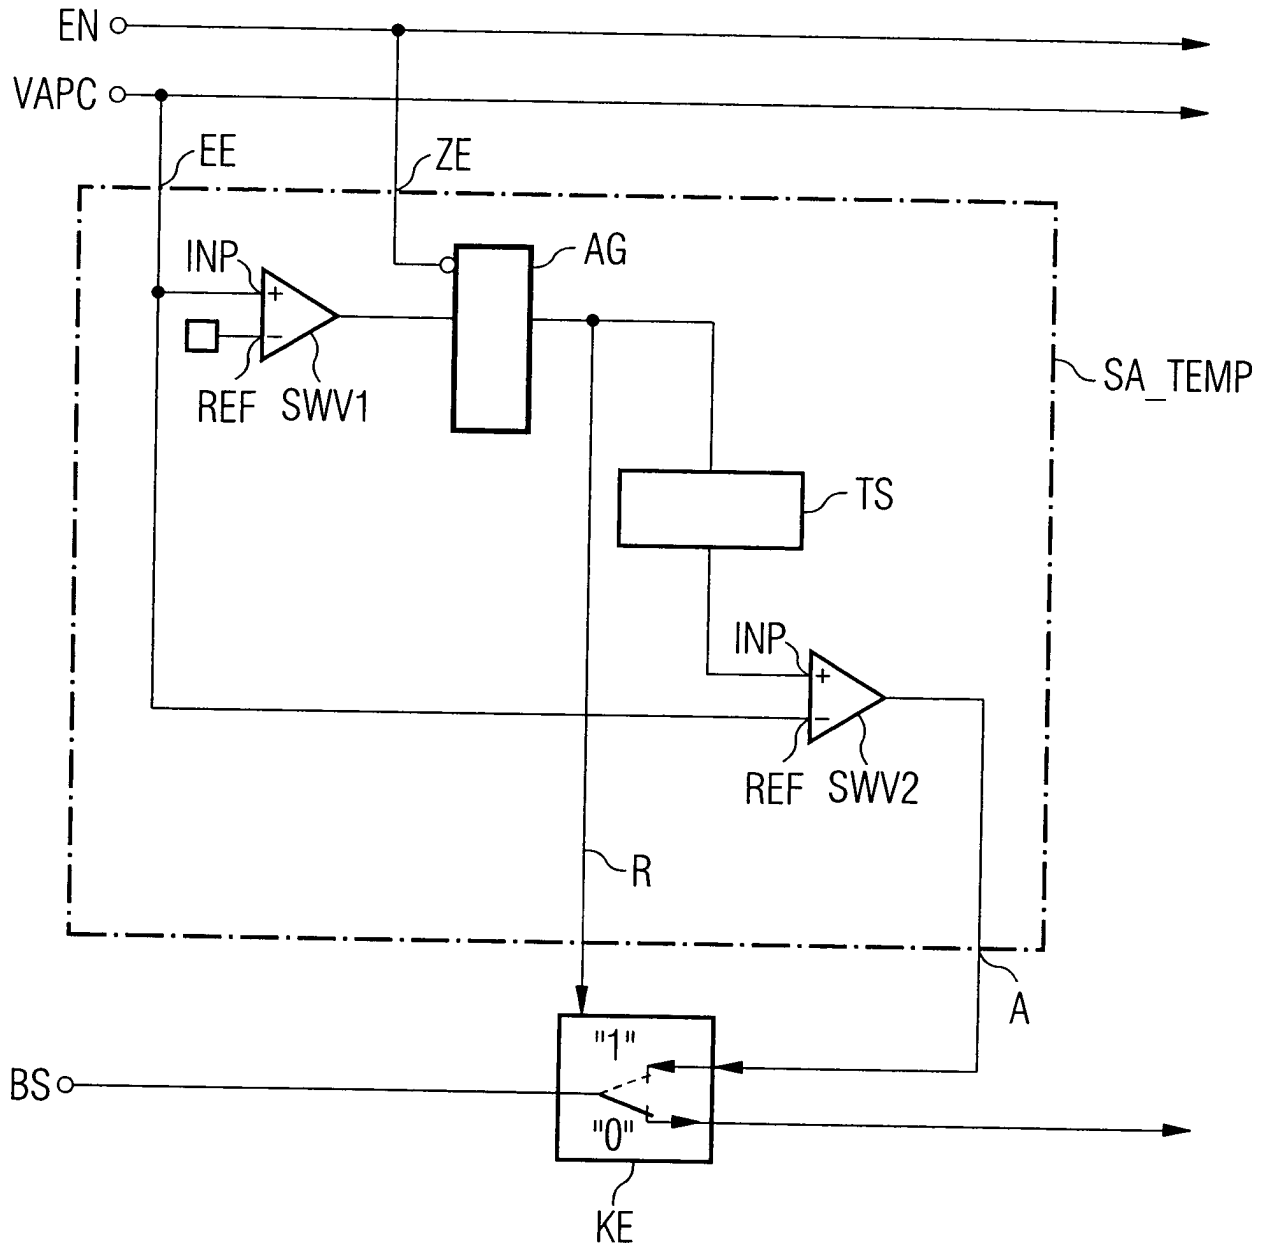 EN
VAPC
EE
ZE
INP
AG
+
−
REF
SWV1
SA_TEMP
TS
INP
+
−
REF
SWV2
R
A
"1"
BS
"0"
KE